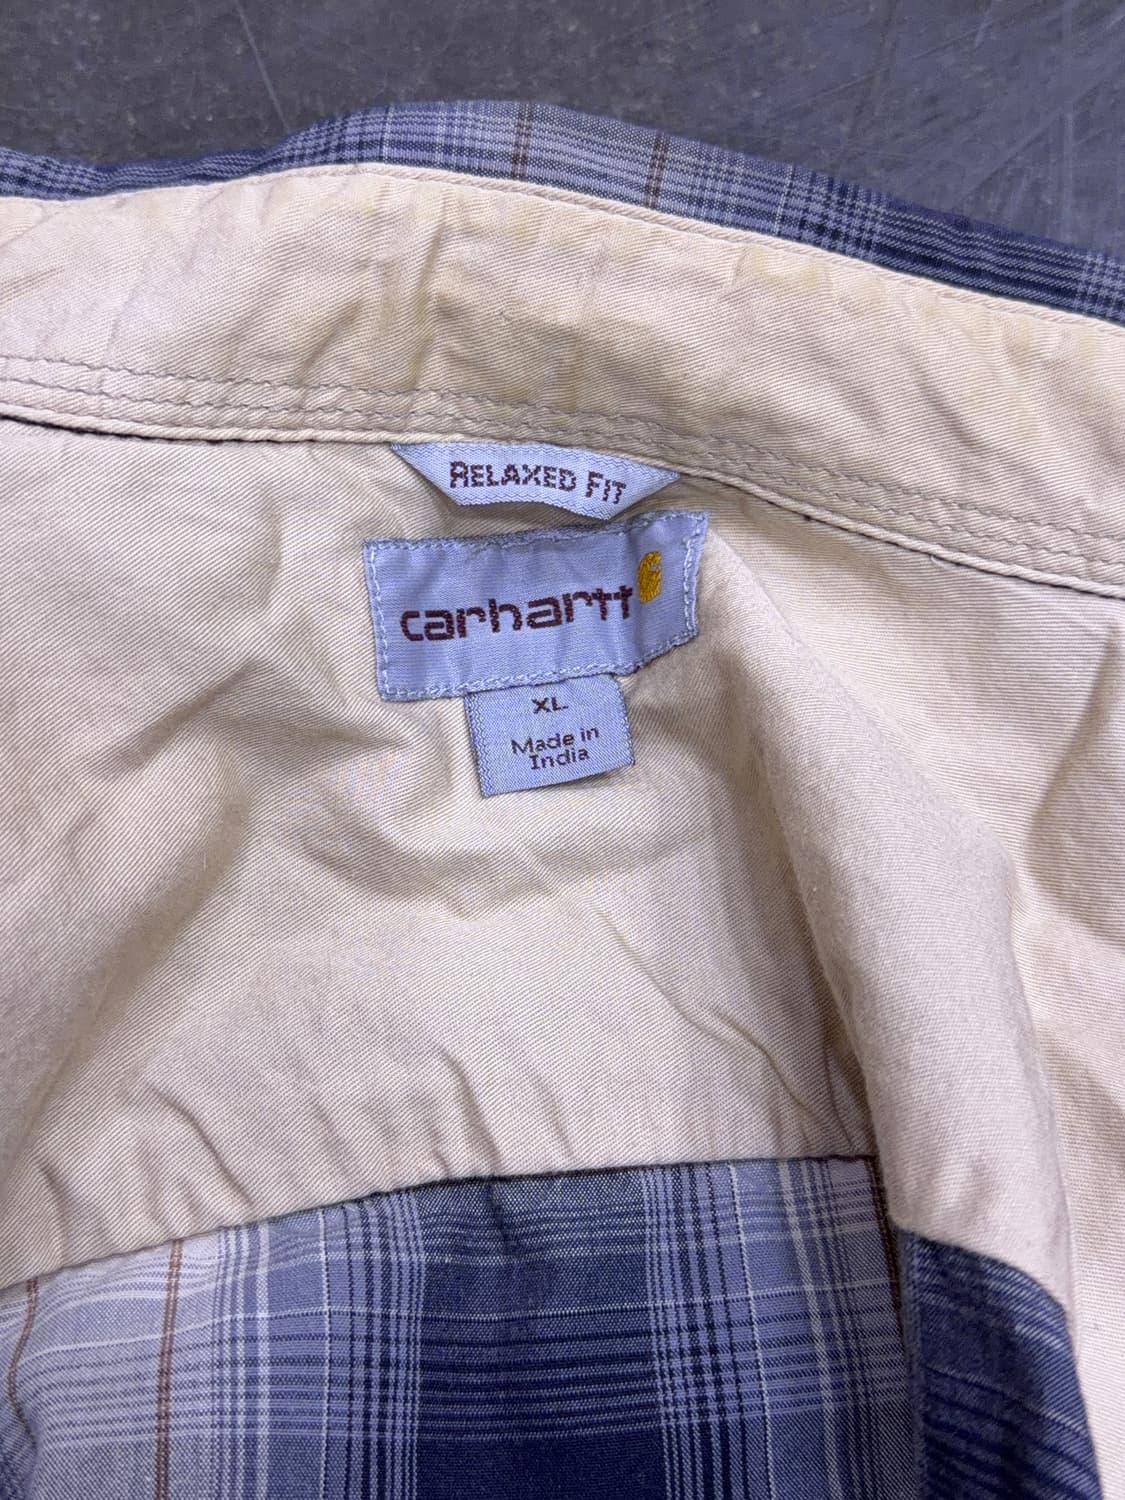 RELAXED FIT
carhartt
XL
Made in
India